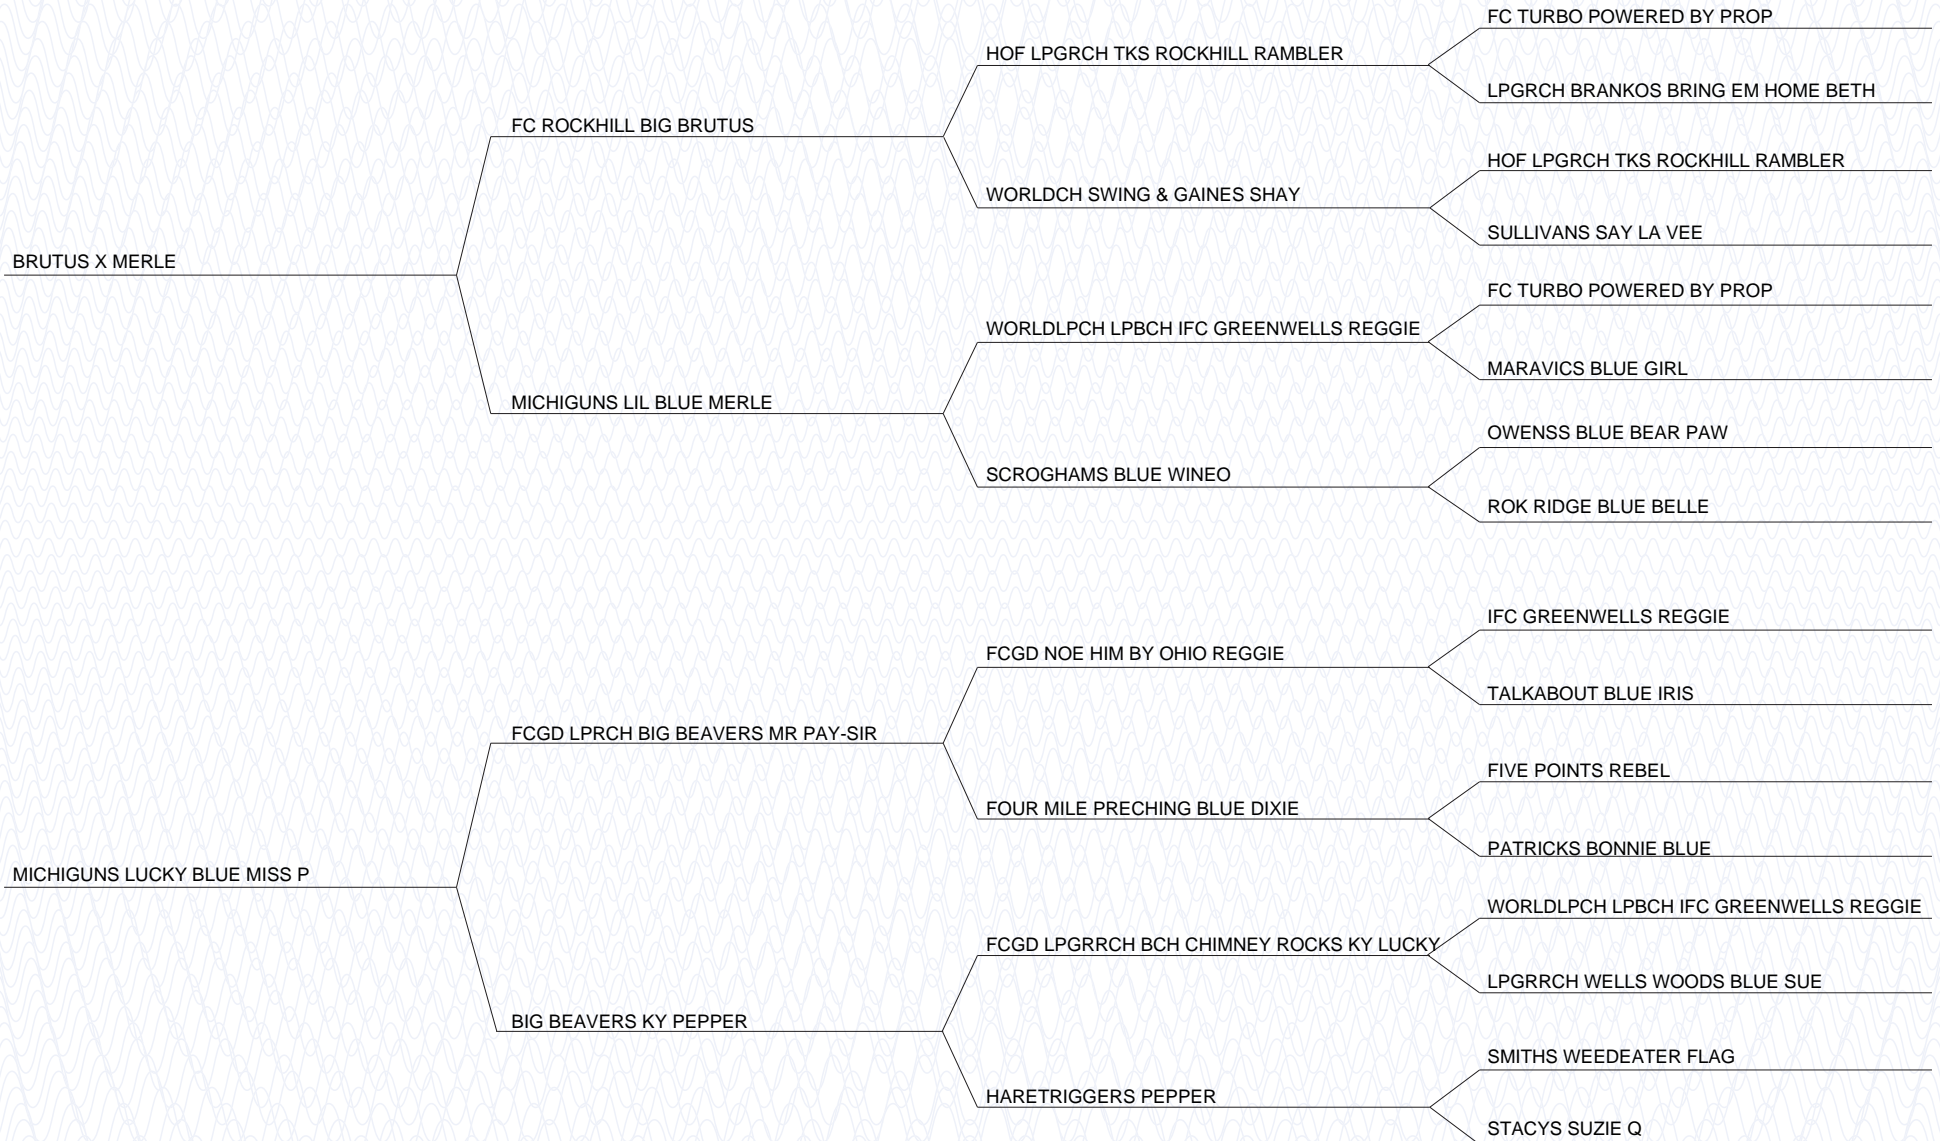 FC TURBO POWERED BY PROP
HOF LPGRCH TKS ROCKHILL RAMBLER
LPGRCH BRANKOS BRING EM HOME BETH
FC ROCKHILL BIG BRUTUS
HOF LPGRCH TKS ROCKHILL RAMBLER
WORLDCH SWING & GAINES SHAY
SULLIVANS SAY LA VEE
BRUTUS X MERLE
FC TURBO POWERED BY PROP
WORLDLPCH LPBCH IFC GREENWELLS REGGIE
MARAVICS BLUE GIRL
MICHIGUNS LIL BLUE MERLE
OWENSS BLUE BEAR PAW
SCROGHAMS BLUE WINEO
ROK RIDGE BLUE BELLE
IFC GREENWELLS REGGIE
FCGD NOE HIM BY OHIO REGGIE
TALKABOUT BLUE IRIS
FCGD LPRCH BIG BEAVERS MR PAY-SIR
FIVE POINTS REBEL
FOUR MILE PRECHING BLUE DIXIE
PATRICKS BONNIE BLUE
MICHIGUNS LUCKY BLUE MISS P
WORLDLPCH LPBCH IFC GREENWELLS REGGIE
FCGD LPGRRCH BCH CHIMNEY ROCKS KY LUCKY
LPGRRCH WELLS WOODS BLUE SUE
BIG BEAVERS KY PEPPER
SMITHS WEEDEATER FLAG
HARETRIGGERS PEPPER
STACYS SUZIE Q